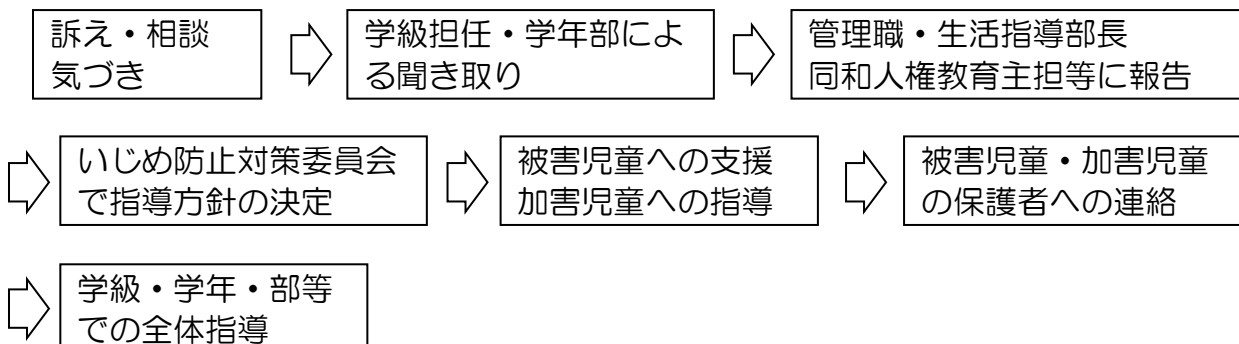 訴え・相談
気づき
学級担任・学年部によ
る聞き取り
管理職・生活指導部長
同和人権教育主担等に報告
いじめ防止対策委員会
で指導方針の決定
被害児童への支援
加害児童への指導
被害児童・加害児童
の保護者への連絡
学級・学年・部等
での全体指導